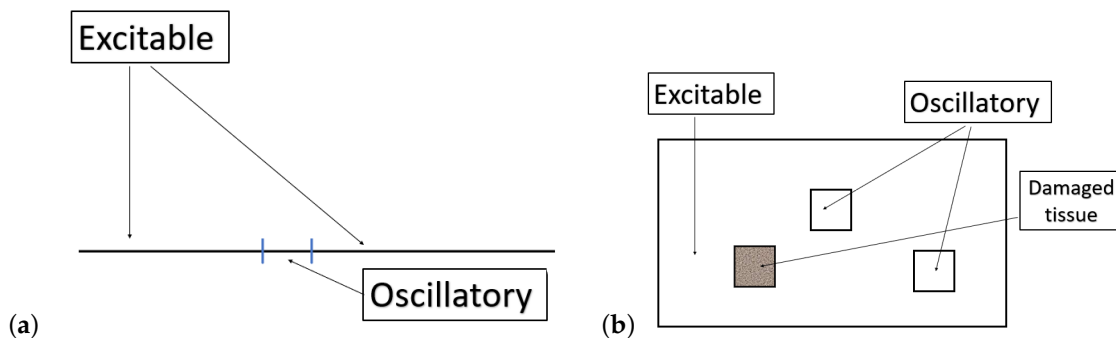 Excitable
Oscillatory
(a)
Excitable
Oscillatory
Damaged
tissue
(b)